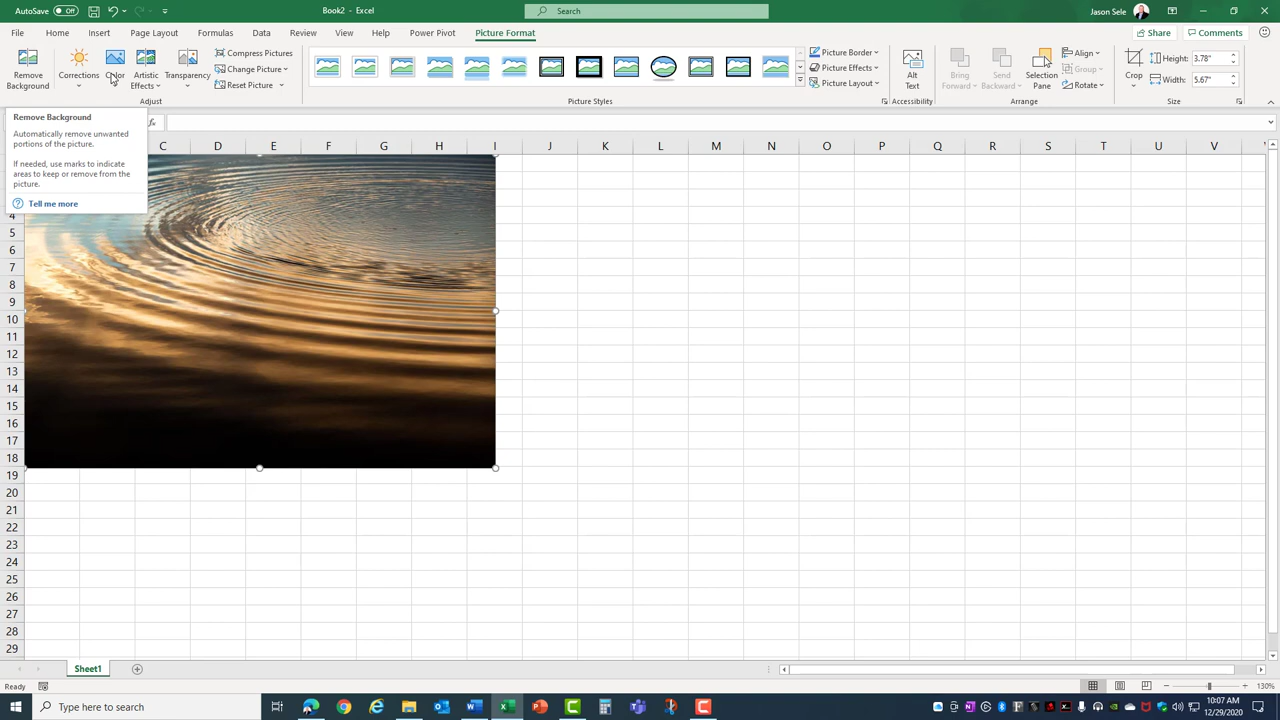 AutoSave Off Book2 - Excel Search Jason Sele
File Home Insert Page Layout Formulas Data Review View Help Power Pivot Picture Format Share Comments
Remove Background
Corrections
Color
Artistic Effects
Transparency
Compress Pictures
Change Picture
Reset Picture
Picture Border
Picture Effects
Picture Layout
Alt Text
Bring Forward
Send Backward
Selection Pane
Align
Group
Rotate
Crop
Height: 3.78"
Width: 5.67"
Adjust Picture Styles Accessibility Arrange Size
Remove Background
Automatically remove unwanted
portions of the picture.
If needed, use marks to indicate
areas to keep or remove from the
picture.
Tell me more
fx
C D E F G H I J K L M N O P Q R S T U V
4
5
6
7
8
9
10
11
12
13
14
15
16
17
18
19
20
21
22
23
24
25
26
27
28
29
Sheet1
Ready 130%
Type here to search
10:07 AM
12/29/2020